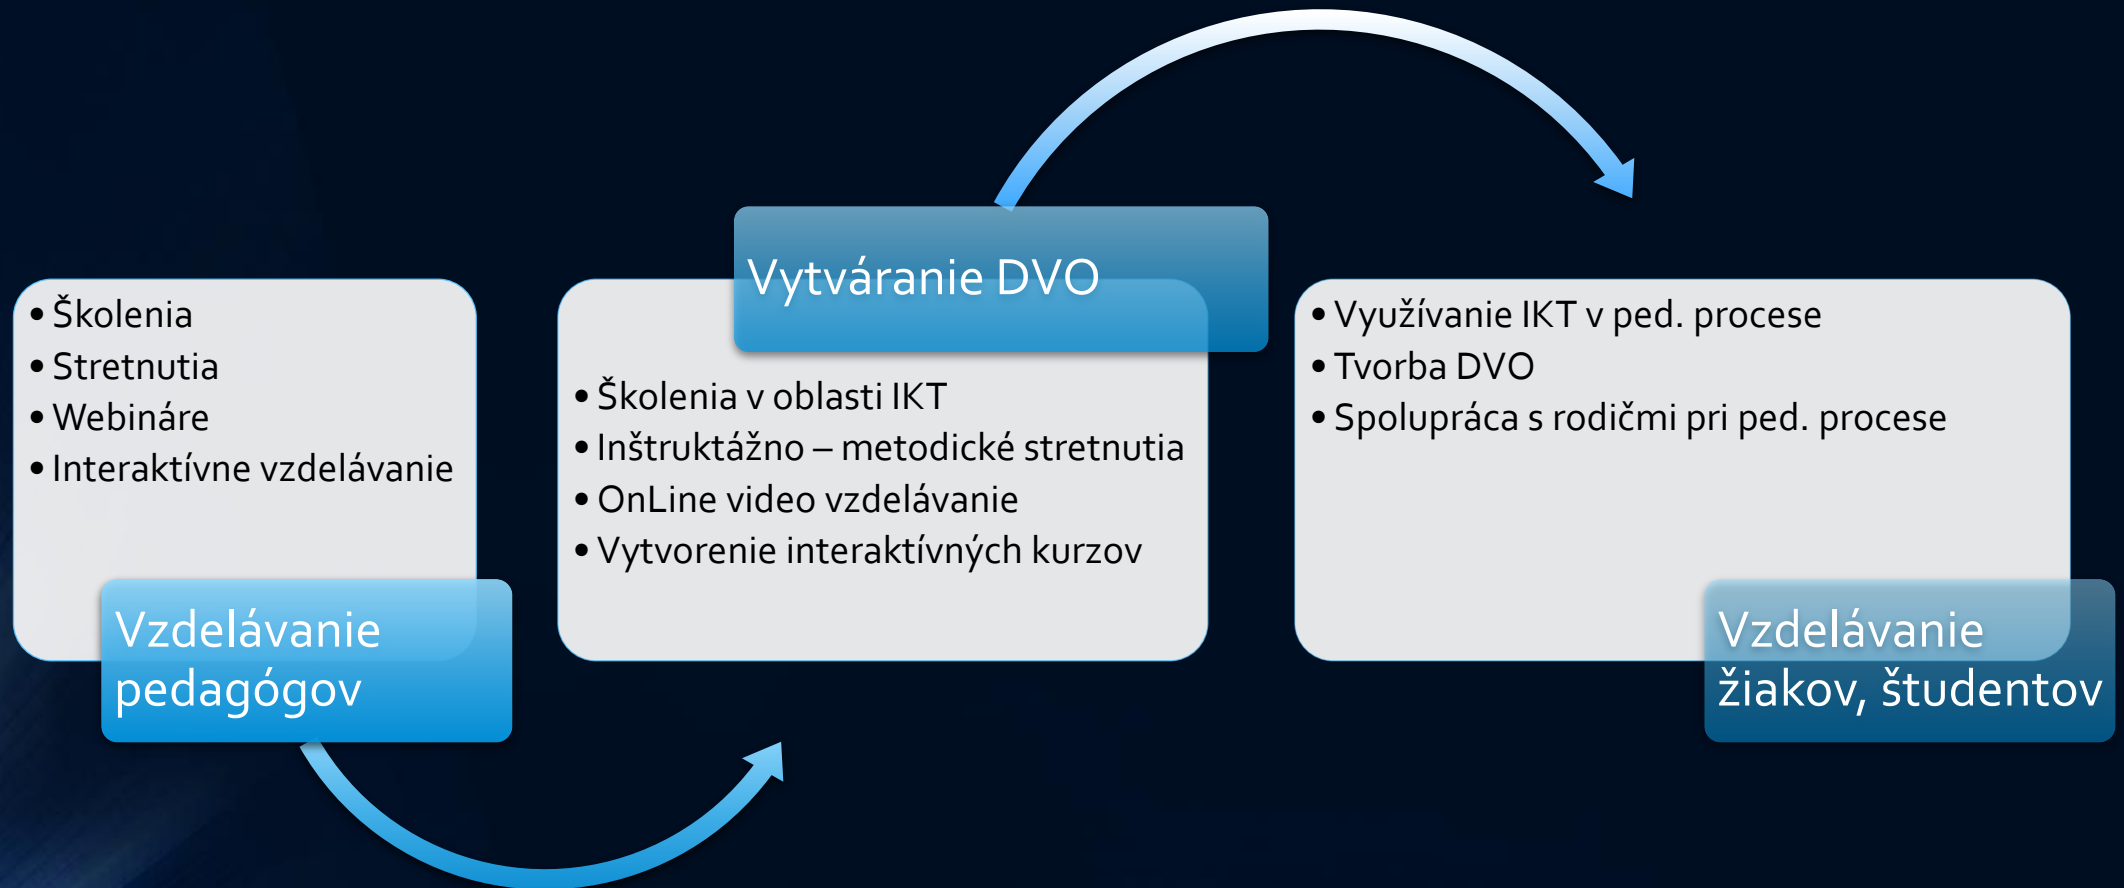 • Školenia
• Stretnutia
• Webináre
• Interaktívne vzdelávanie
Vzdelávanie
pedagógov
Vytváranie DVO
• Školenia v oblasti IKT
• Inštruktážno – metodické stretnutia
• OnLine video vzdelávanie
• Vytvorenie interaktívných kurzov
• Využívanie IKT v ped. procese
• Tvorba DVO
• Spolupráca s rodičmi pri ped. procese
Vzdelávanie
žiakov, študentov